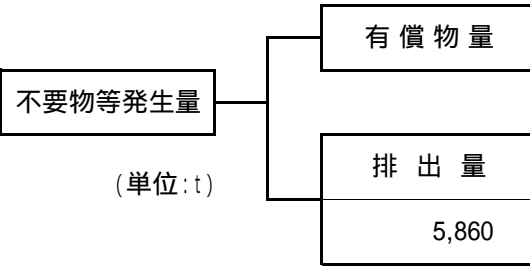 有償物量
不要物等発生量
排出量
(単位:t)
5,860